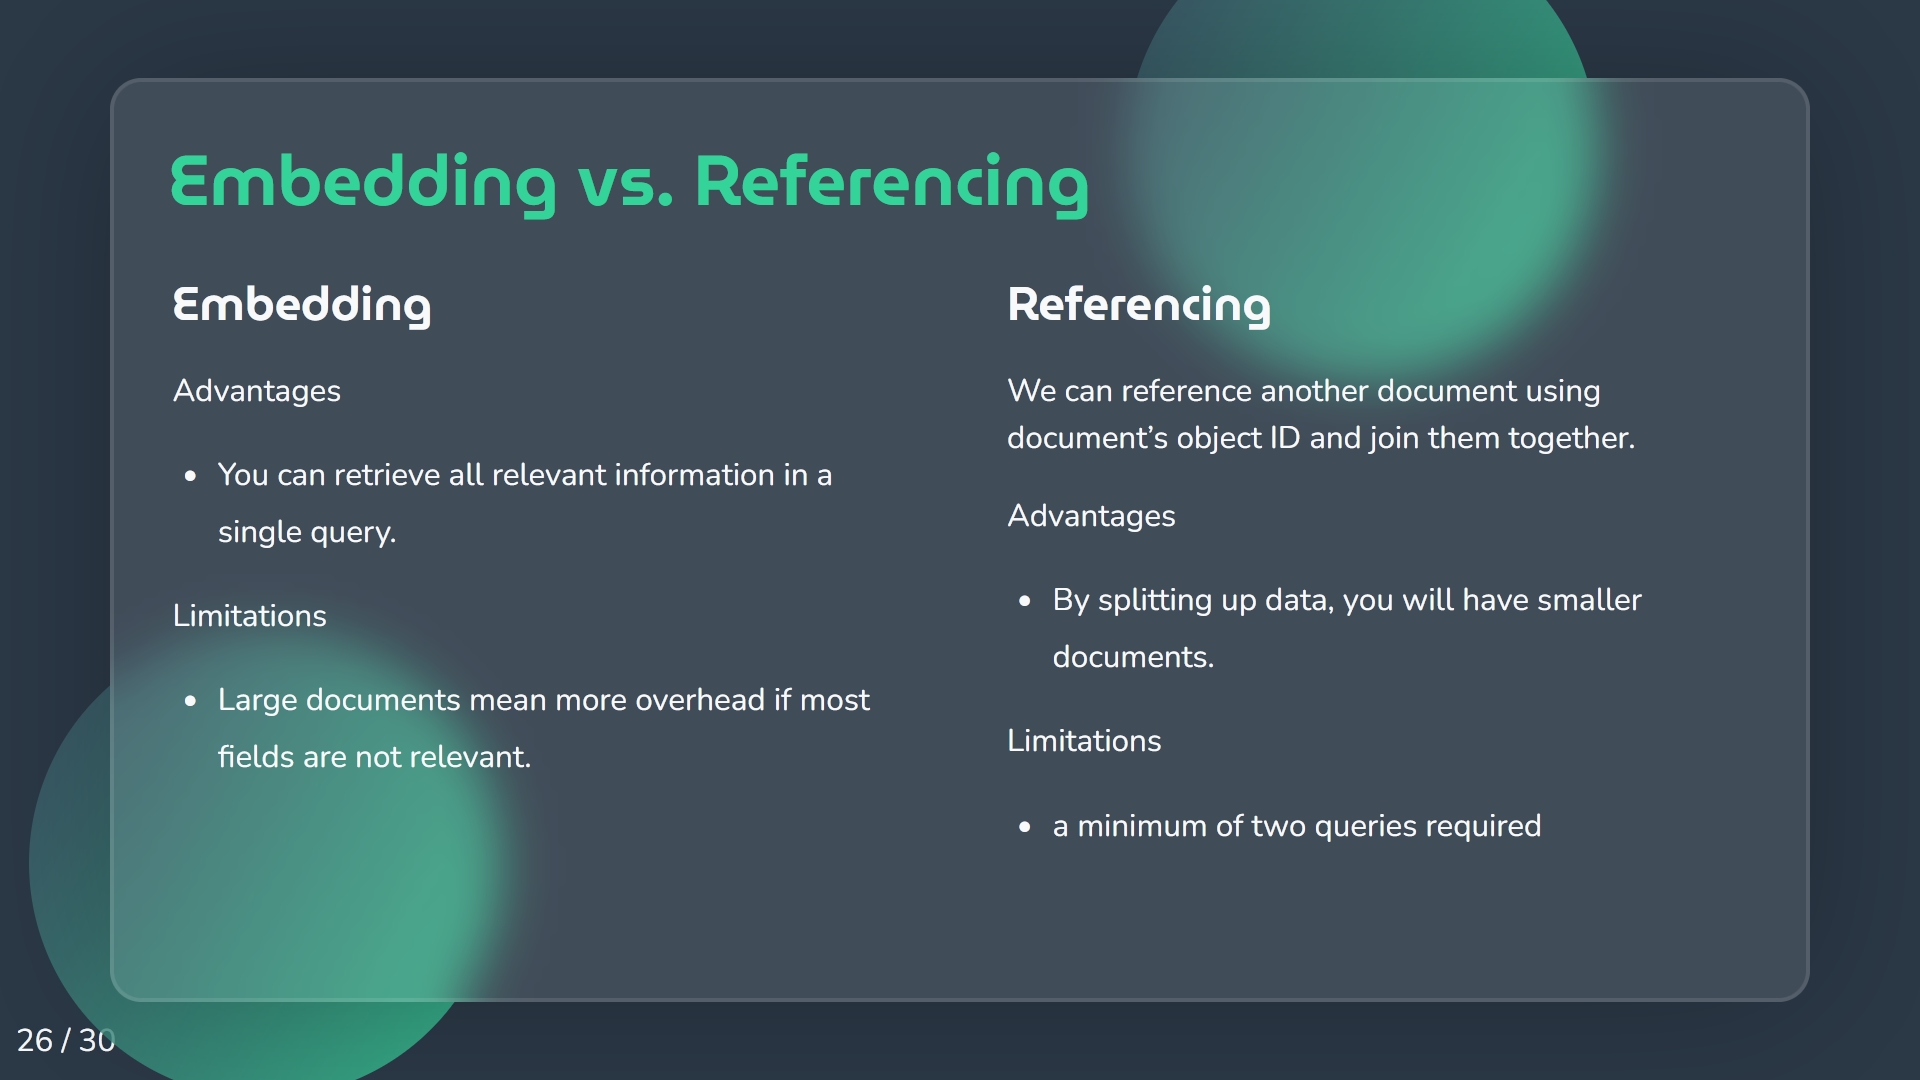 Embedding vs. Referencing
Embedding
Advantages
• You can retrieve all relevant information in a
single query.
Limitations
• Large documents mean more overhead if most
fields are not relevant.
Referencing
We can reference another document using
document’s object ID and join them together.
Advantages
• By splitting up data, you will have smaller
documents.
Limitations
• a minimum of two queries required
26 / 30